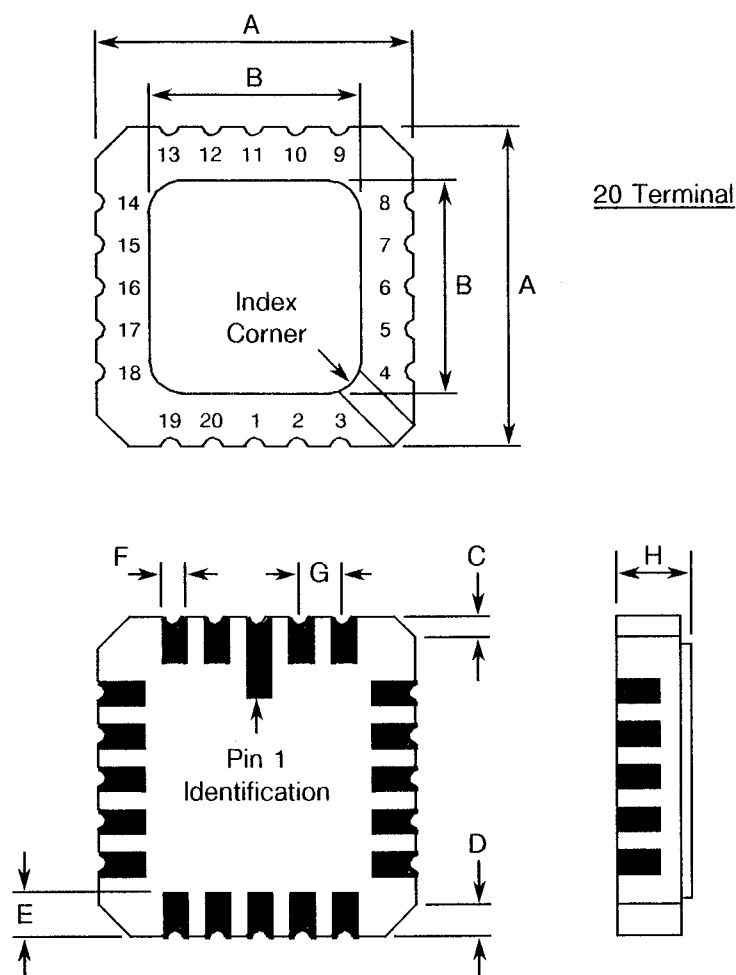 A
B
13 12 11 10 9
20 Terminal
14 8
15 7
16 6
B A
Index
Corner
17 5
18 4
19 20 1 2 3
F G C H
Pin 1
Identification
D
E